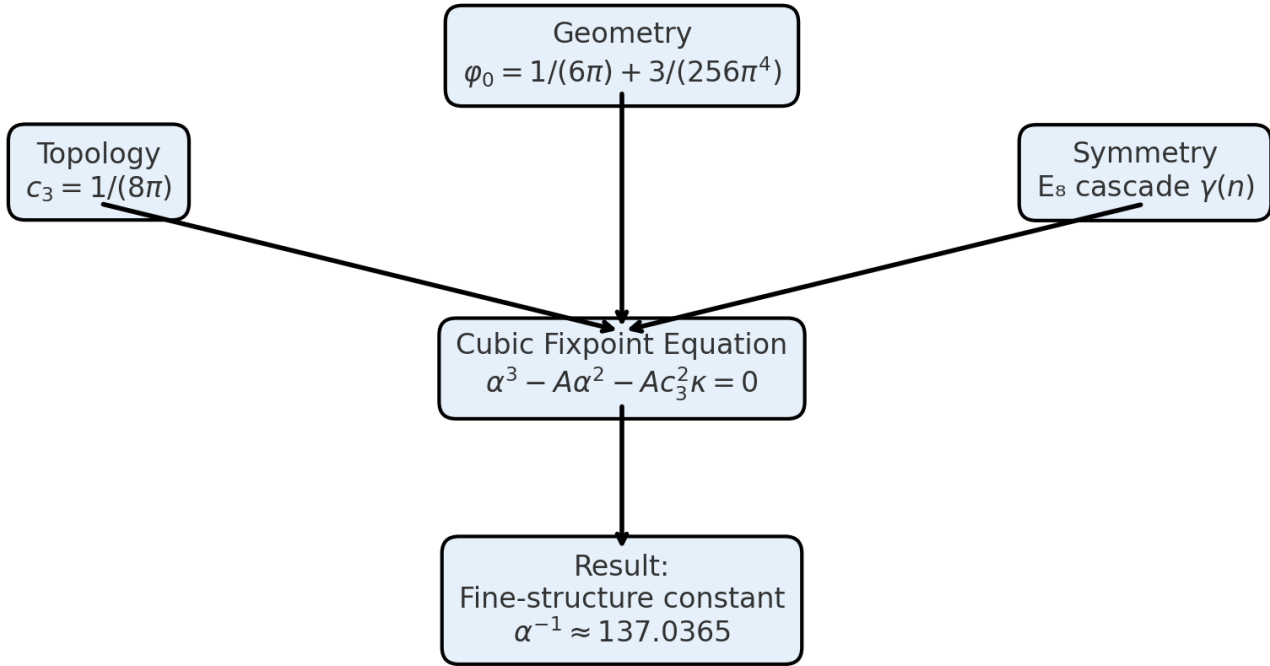 Geometry
φ₀ = 1/(6π) + 3/(256π⁴)
Topology
c₃ = 1/(8π)
Symmetry
E₈ cascade γ(n)
Cubic Fixpoint Equation
α³ − Aα² − Ac₃²κ = 0
Result:
Fine-structure constant
α⁻¹ ≈ 137.0365